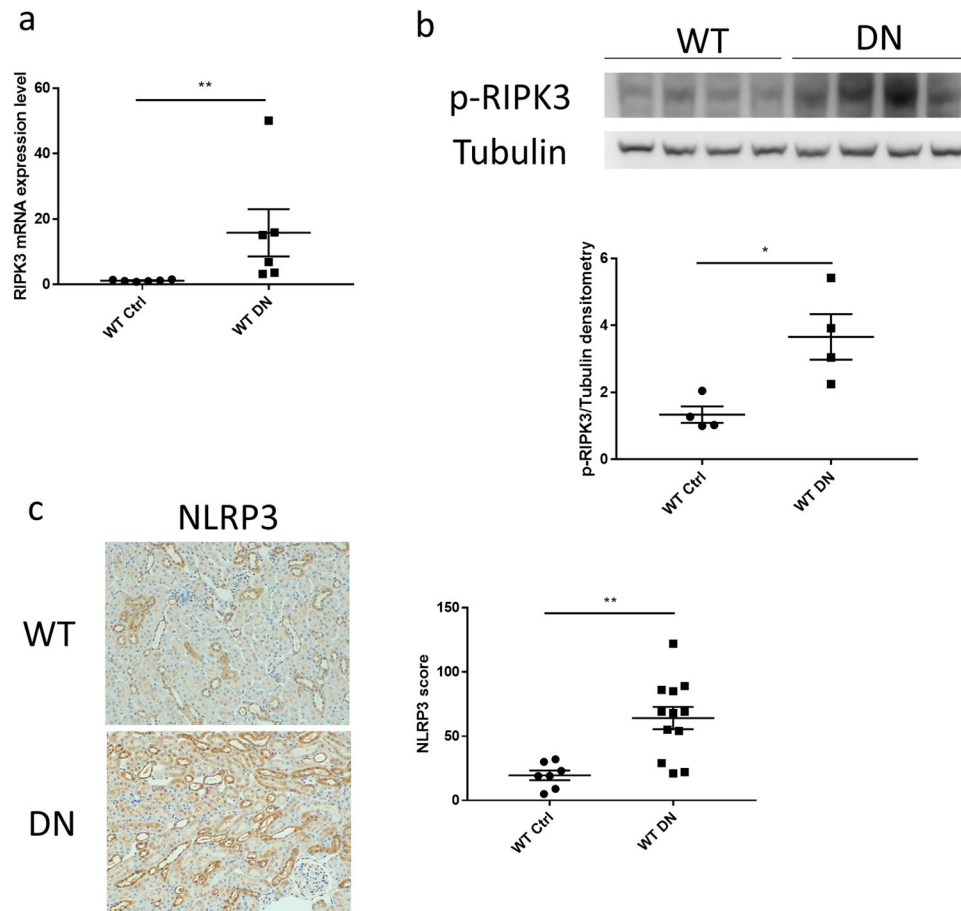 a
**
RIPK3 mRNA expression level
60
40
20
0
WT Ctrl
WT DN
b
WT
DN
p-RIPK3
Tubulin
*
p-RIPK3/Tubulin densitometry
6
4
2
0
WT Ctrl
WT DN
c
NLRP3
WT
DN
**
NLRP3 score
150
100
50
0
WT Ctrl
WT DN